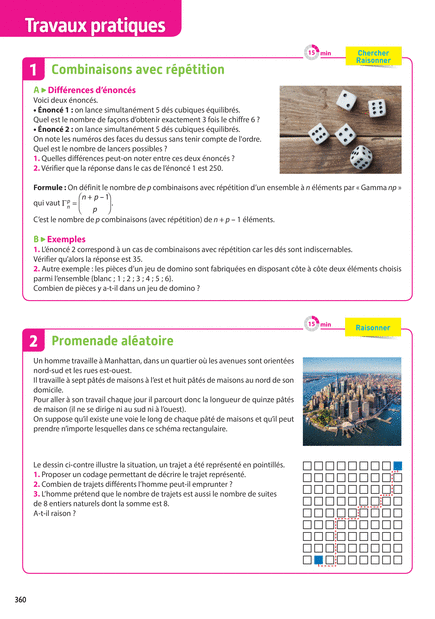 Travaux pratiques
15 min
Chercher
Raisonner
1 Combinaisons avec répétition
A ▶ Différences d'énoncés
Voici deux énoncés.
• Énoncé 1 : on lance simultanément 5 dés cubiques équilibrés.
Quel est le nombre de façons d'obtenir exactement 3 fois le chiffre 6 ?
• Énoncé 2 : on lance simultanément 5 dés cubiques équilibrés.
On note les numéros des faces du dessus sans tenir compte de l'ordre.
Quel est le nombre de lancers possibles ?
1. Quelles différences peut-on noter entre ces deux énoncés ?
2. Vérifier que la réponse dans le cas de l'énoncé 1 est 250.
Formule : On définit le nombre de p combinaisons avec répétition d'un ensemble à n éléments par « Gamma np »
qui vaut Γₙᵖ = (n + p – 1
p).
C'est le nombre de p combinaisons (avec répétition) de n + p – 1 éléments.
B ▶ Exemples
1. L'énoncé 2 correspond à un cas de combinaisons avec répétition car les dés sont indiscernables.
Vérifier qu'alors la réponse est 35.
2. Autre exemple : les pièces d'un jeu de domino sont fabriquées en disposant côte à côte deux éléments choisis
parmi l'ensemble {blanc ; 1 ; 2 ; 3 ; 4 ; 5 ; 6}.
Combien de pièces y a-t-il dans un jeu de domino ?
15 min
Raisonner
2 Promenade aléatoire
Un homme travaille à Manhattan, dans un quartier où les avenues sont orientées
nord-sud et les rues est-ouest.
Il travaille à sept pâtés de maisons à l'est et huit pâtés de maisons au nord de son
domicile.
Pour aller à son travail chaque jour il parcourt donc la longueur de quinze pâtés
de maison (il ne se dirige ni au sud ni à l'ouest).
On suppose qu'il existe une voie le long de chaque pâté de maisons et qu'il peut
prendre n'importe lesquelles dans ce schéma rectangulaire.
Le dessin ci-contre illustre la situation, un trajet a été représenté en pointillés.
1. Proposer un codage permettant de décrire le trajet représenté.
2. Combien de trajets différents l'homme peut-il emprunter ?
3. L'homme prétend que le nombre de trajets est aussi le nombre de suites
de 8 entiers naturels dont la somme est 8.
A-t-il raison ?
360